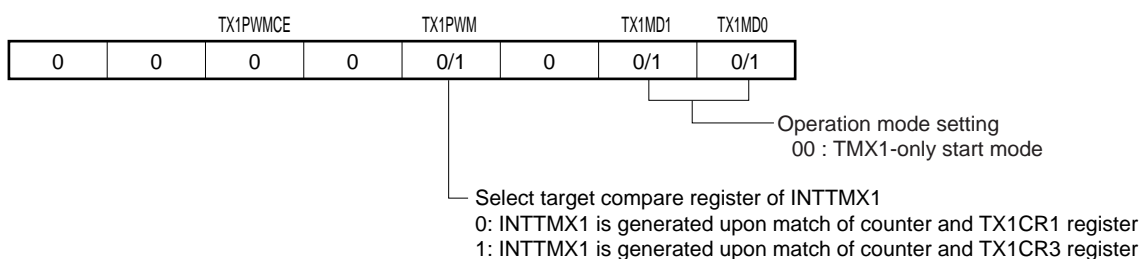 TX1PWMCE TX1PWM TX1MD1 TX1MD0
0 0 0 0 0/1 0 0/1 0/1
Operation mode setting
00 : TMX1-only start mode
Select target compare register of INTTMX1
0: INTTMX1 is generated upon match of counter and TX1CR1 register
1: INTTMX1 is generated upon match of counter and TX1CR3 register